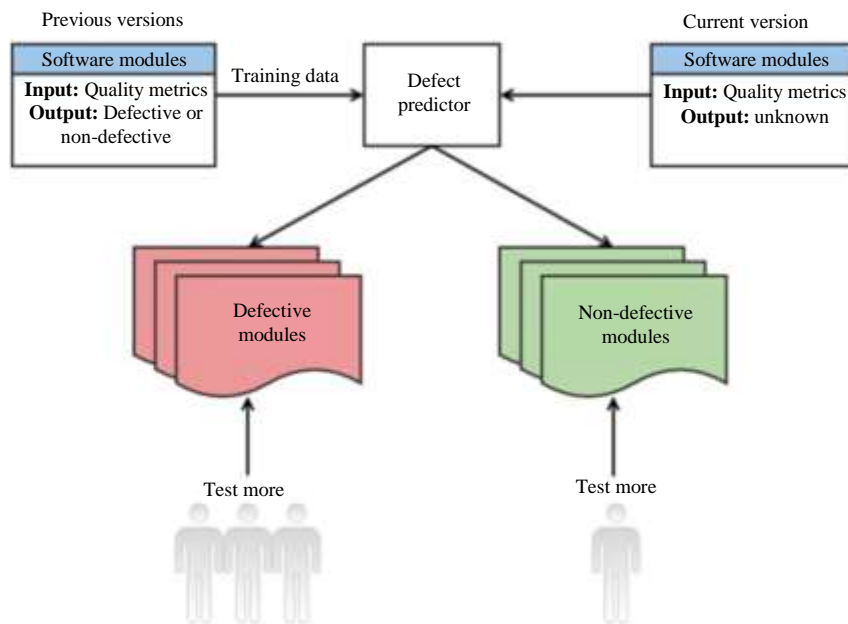 Previous versions
Current version
Software modules
Input: Quality metrics
Output: Defective or
non-defective
Training data
Defect
predictor
Software modules
Input: Quality metrics
Output: unknown
Defective
modules
Non-defective
modules
Test more
Test more